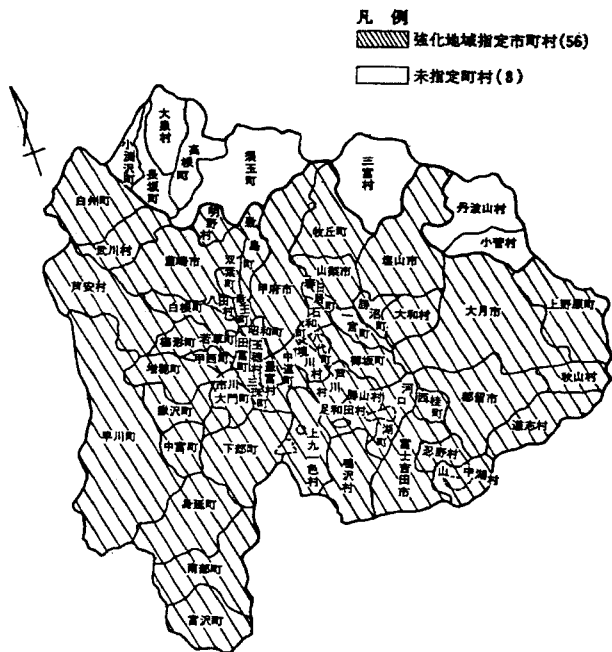 凡 例
強化地域指定市町村(56)
未指定町村(8)
大泉村
小淵沢町
長坂町
高根町
須玉町
三富村
白州町
丹波山村
明野村
敷島町
牧丘町
小菅村
武川村
韮崎市
双葉町
甲府市
山梨市
塩山市
芦安村
白根町
八田村
竜王町
昭和町
春日居町
石和町
一宮町
勝沼町
大和村
大月市
上野原町
櫛形町
若草町
甲西町
田富町
玉穂村
八代町
境川村
御坂町
増穂町
市川大門町
三珠町
豊富村
中道町
芦川村
秋山村
鰍沢町
勝山村
足和田村
河口湖町
西桂町
都留市
道志村
早川町
中富町
下部町
上九一色村
鳴沢村
富士吉田市
忍野村
山中湖村
身延町
南部町
富沢町